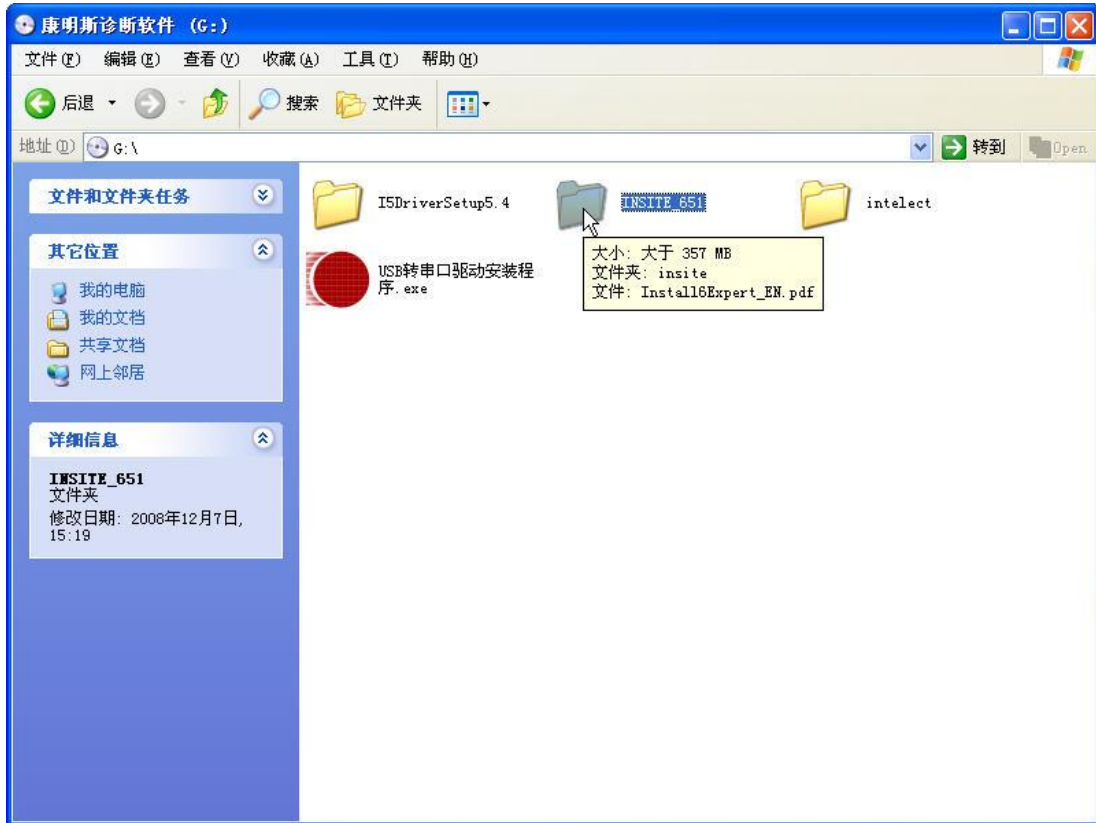 康明斯诊断软件 (G:)
文件(F) 编辑(E) 查看(V) 收藏(A) 工具(T) 帮助(H)
后退 搜索 文件夹
地址(D) G:\ 转到 Open
文件和文件夹任务
其它位置
我的电脑
我的文档
共享文档
网上邻居
详细信息
INSITE_651
文件夹
修改日期: 2008年12月7日,
15:19
I5DriverSetup5.4
INSITE_651
intelect
USB转串口驱动安装程
序.exe
大小: 大于 357 MB
文件夹: insite
文件: Install6Expert_EN.pdf